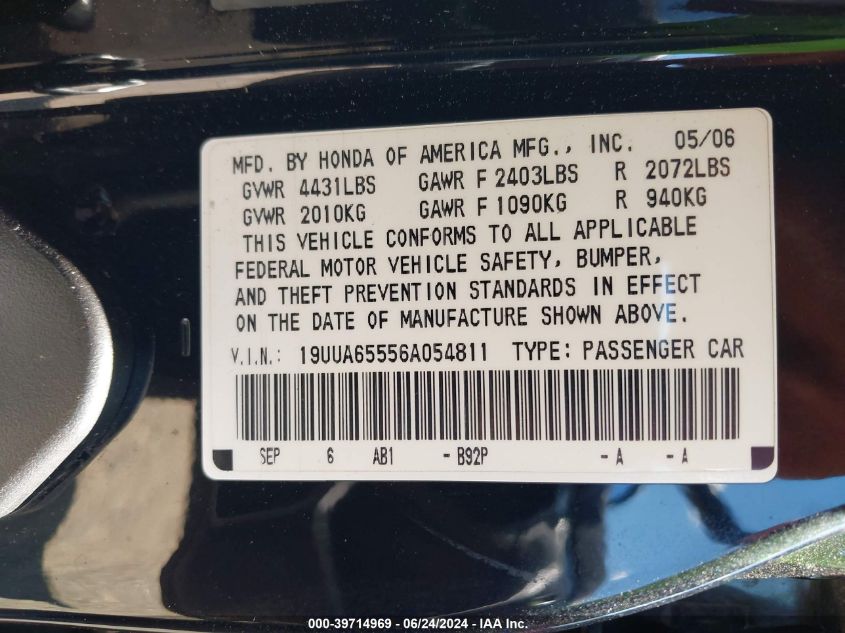 MFD. BY HONDA OF AMERICA MFG., INC. 05/06
GVWR 4431LBS GAWR F 2403LBS R 2072LBS
GVWR 2010KG GAWR F 1090KG R 940KG
THIS VEHICLE CONFORMS TO ALL APPLICABLE
FEDERAL MOTOR VEHICLE SAFETY, BUMPER,
AND THEFT PREVENTION STANDARDS IN EFFECT
ON THE DATE OF MANUFACTURE SHOWN ABOVE.
V.I.N.: 19UUA65556A054811 TYPE: PASSENGER CAR
SEP 6 AB1 - B92P - A - A
000-39714969 - 06/24/2024 - IAA Inc.